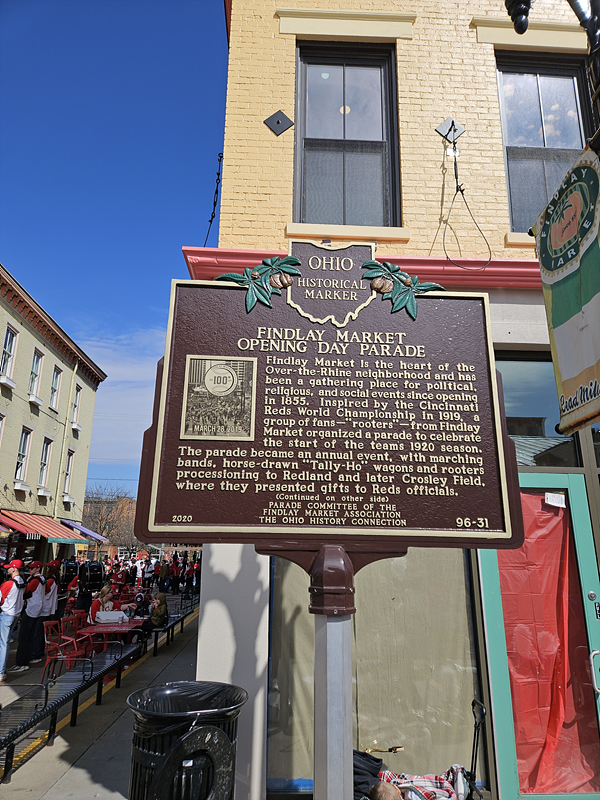 OHIO
HISTORICAL
MARKER
FINDLAY MARKET
OPENING DAY PARADE
Findlay Market is the heart of the
Over-the-Rhine neighborhood and has
been a gathering place for political,
religious, and social events since opening
in 1855. Inspired by the Cincinnati
Reds World Championship in 1919, a
group of fans—"rooters"—from Findlay
Market organized a parade to celebrate
the start of the teams 1920 season.
The parade became an annual event, with marching
bands, horse-drawn "Tally-Ho" wagons and rooters
processioning to Redland and later Crosley Field,
where they presented gifts to Reds officials.
(Continued on other side)
PARADE COMMITTEE OF THE
FINDLAY MARKET ASSOCIATION
THE OHIO HISTORY CONNECTION
2020
96-31
100
MARCH 28, 2019
FINDLAY
MARKET